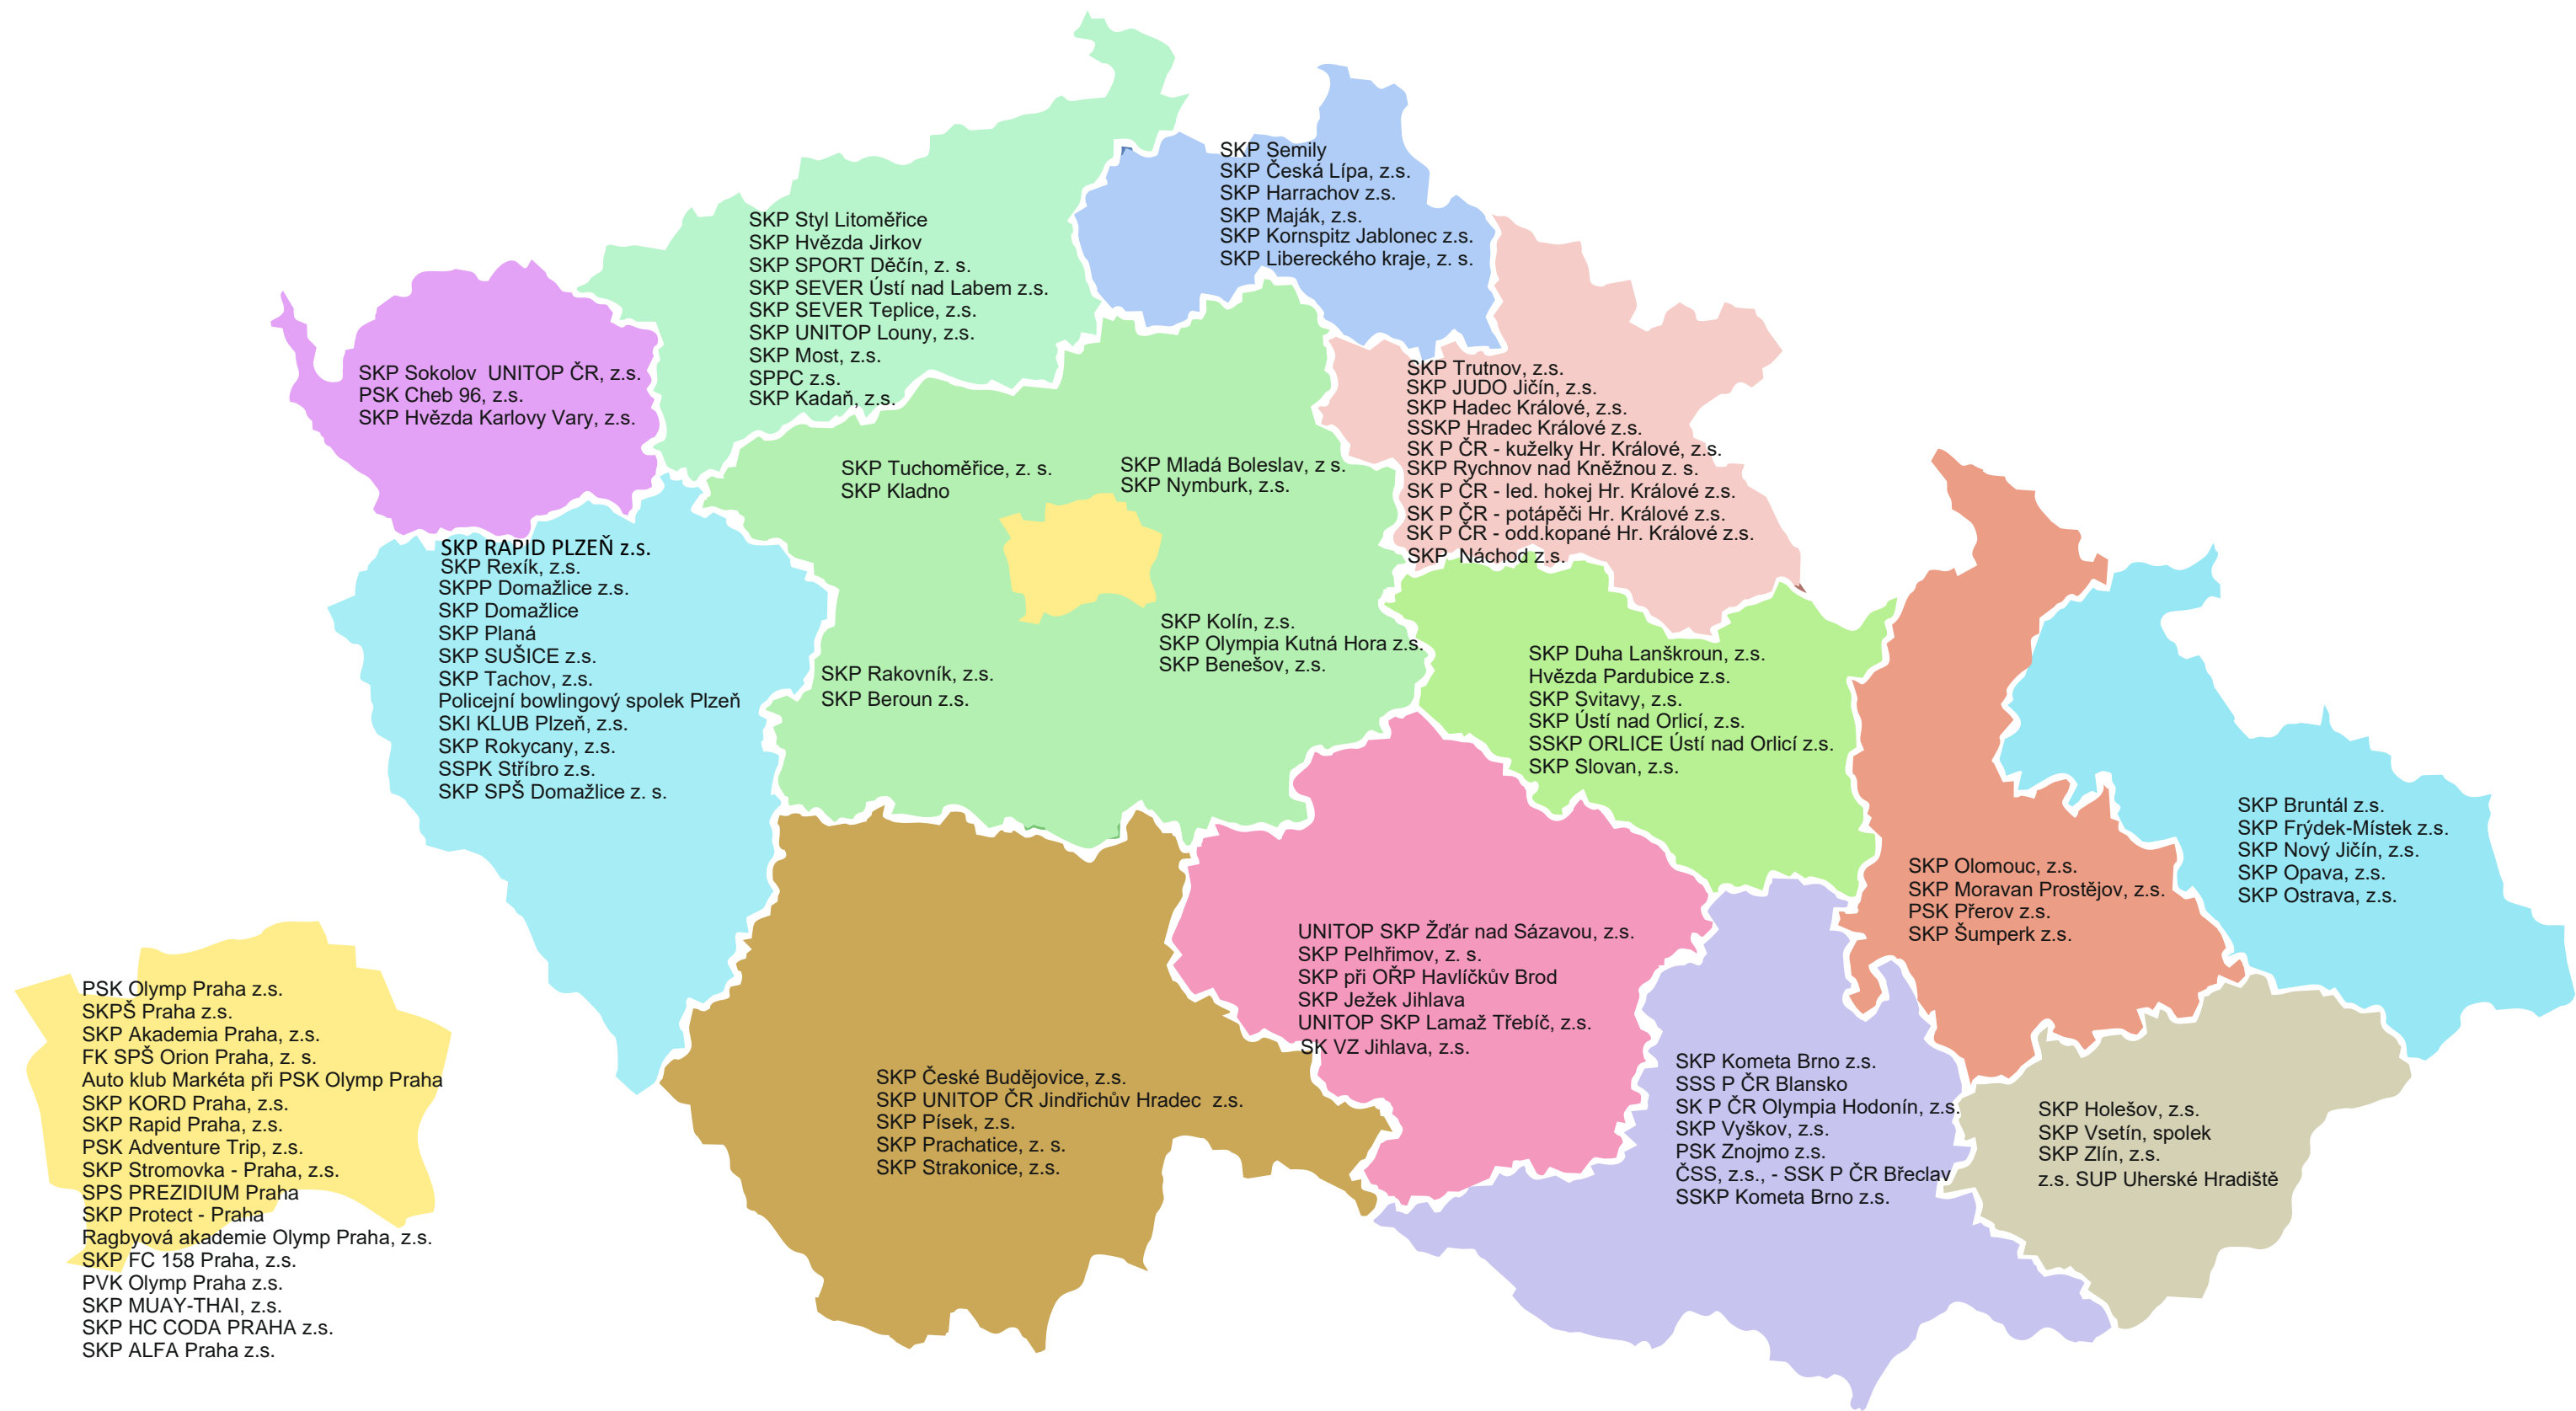 SKP Semily
SKP Česká Lípa, z.s.
SKP Harrachov z.s.
SKP Maják, z.s.
SKP Kornspitz Jablonec z.s.
SKP Libereckého kraje, z. s.
SKP Styl Litoměřice
SKP Hvězda Jirkov
SKP SPORT Děčín, z. s.
SKP SEVER Ústí nad Labem z.s.
SKP SEVER Teplice, z.s.
SKP UNITOP Louny, z.s.
SKP Most, z.s.
SPPC z.s.
SKP Kadaň, z.s.
SKP Sokolov  UNITOP ČR, z.s.
PSK Cheb 96, z.s.
SKP Hvězda Karlovy Vary, z.s.
SKP Trutnov, z.s.
SKP JUDO Jičín, z.s.
SKP Hadec Králové, z.s.
SSKP Hradec Králové z.s.
SK P ČR - kuželky Hr. Králové, z.s.
SKP Rychnov nad Kněžnou z. s.
SK P ČR - led. hokej Hr. Králové z.s.
SK P ČR - potápěči Hr. Králové z.s.
SK P ČR - odd.kopané Hr. Králové z.s.
SKP  Náchod z.s.
SKP Tuchoměřice, z. s.
SKP Kladno
SKP Mladá Boleslav, z s.
SKP Nymburk, z.s.
SKP Kolín, z.s.
SKP Olympia Kutná Hora z.s.
SKP Benešov, z.s.
SKP Rakovník, z.s.
SKP Beroun z.s.
SKP RAPID PLZEŇ z.s.
SKP Rexík, z.s.
SKPP Domažlice z.s.
SKP Domažlice
SKP Planá
SKP SUŠICE z.s.
SKP Tachov, z.s.
Policejní bowlingový spolek Plzeň
SKI KLUB Plzeň, z.s.
SKP Rokycany, z.s.
SSPK Stříbro z.s.
SKP SPŠ Domažlice z. s.
SKP Duha Lanškroun, z.s.
Hvězda Pardubice z.s.
SKP Svitavy, z.s.
SKP Ústí nad Orlicí, z.s.
SSKP ORLICE Ústí nad Orlicí z.s.
SKP Slovan, z.s.
SKP Bruntál z.s.
SKP Frýdek-Místek z.s.
SKP Nový Jičín, z.s.
SKP Opava, z.s.
SKP Ostrava, z.s.
SKP Olomouc, z.s.
SKP Moravan Prostějov, z.s.
PSK Přerov z.s.
SKP Šumperk z.s.
UNITOP SKP Žďár nad Sázavou, z.s.
SKP Pelhřimov, z. s.
SKP při OŘP Havlíčkův Brod
SKP Ježek Jihlava
UNITOP SKP Lamaž Třebíč, z.s.
SK VZ Jihlava, z.s.
PSK Olymp Praha z.s.
SKPŠ Praha z.s.
SKP Akademia Praha, z.s.
FK SPŠ Orion Praha, z. s.
Auto klub Markéta při PSK Olymp Praha
SKP KORD Praha, z.s.
SKP Rapid Praha, z.s.
PSK Adventure Trip, z.s.
SKP Stromovka - Praha, z.s.
SPS PREZIDIUM Praha
SKP Protect - Praha
Ragbyová akademie Olymp Praha, z.s.
SKP FC 158 Praha, z.s.
PVK Olymp Praha z.s.
SKP MUAY-THAI, z.s.
SKP HC CODA PRAHA z.s.
SKP ALFA Praha z.s.
SKP České Budějovice, z.s.
SKP UNITOP ČR Jindřichův Hradec  z.s.
SKP Písek, z.s.
SKP Prachatice, z. s.
SKP Strakonice, z.s.
SKP Kometa Brno z.s.
SSS P ČR Blansko
SK P ČR Olympia Hodonín, z.s.
SKP Vyškov, z.s.
PSK Znojmo z.s.
ČSS, z.s., - SSK P ČR Břeclav
SSKP Kometa Brno z.s.
SKP Holešov, z.s.
SKP Vsetín, spolek
SKP Zlín, z.s.
z.s. SUP Uherské Hradiště